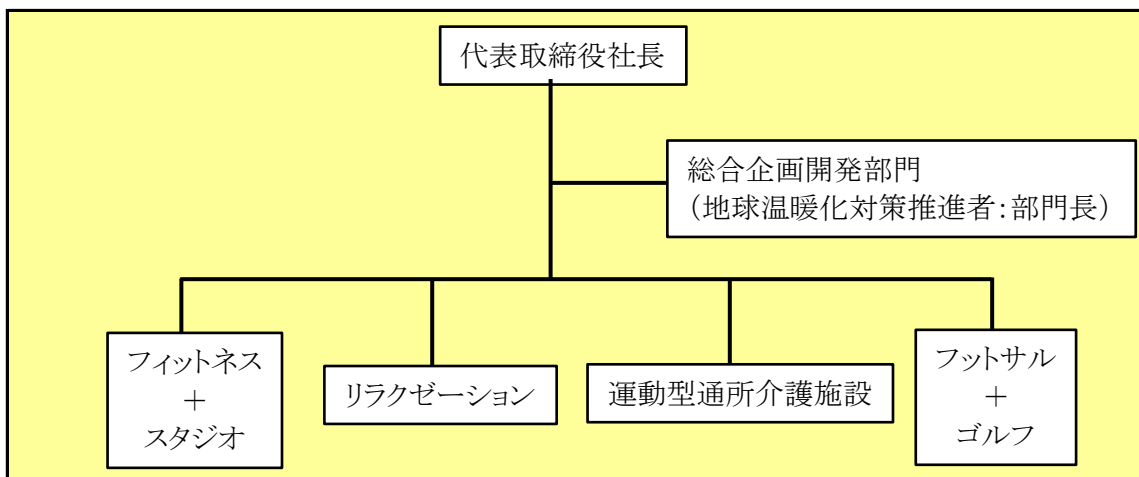 代表取締役社長
総合企画開発部門
（地球温暖化対策推進者：部門長）
フィットネス
＋
スタジオ
リラクゼーション
運動型通所介護施設
フットサル
＋
ゴルフ